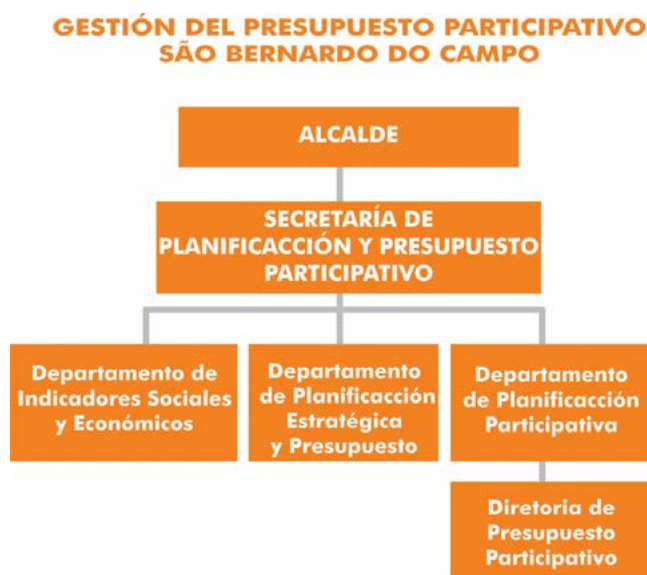 GESTIÓN DEL PRESUPUESTO PARTICIPATIVO
SÃO BERNARDO DO CAMPO
ALCALDE
SECRETARÍA DE
PLANIFICACCIÓN Y PRESUPUESTO
PARTICIPATIVO
Departamento de
Indicadores Sociales
y Económicos
Departamento
de Planificacción
Estratégica
y Presupuesto
Departamento
de Planificacción
Participativa
Diretoria de
Presupuesto
Participativo